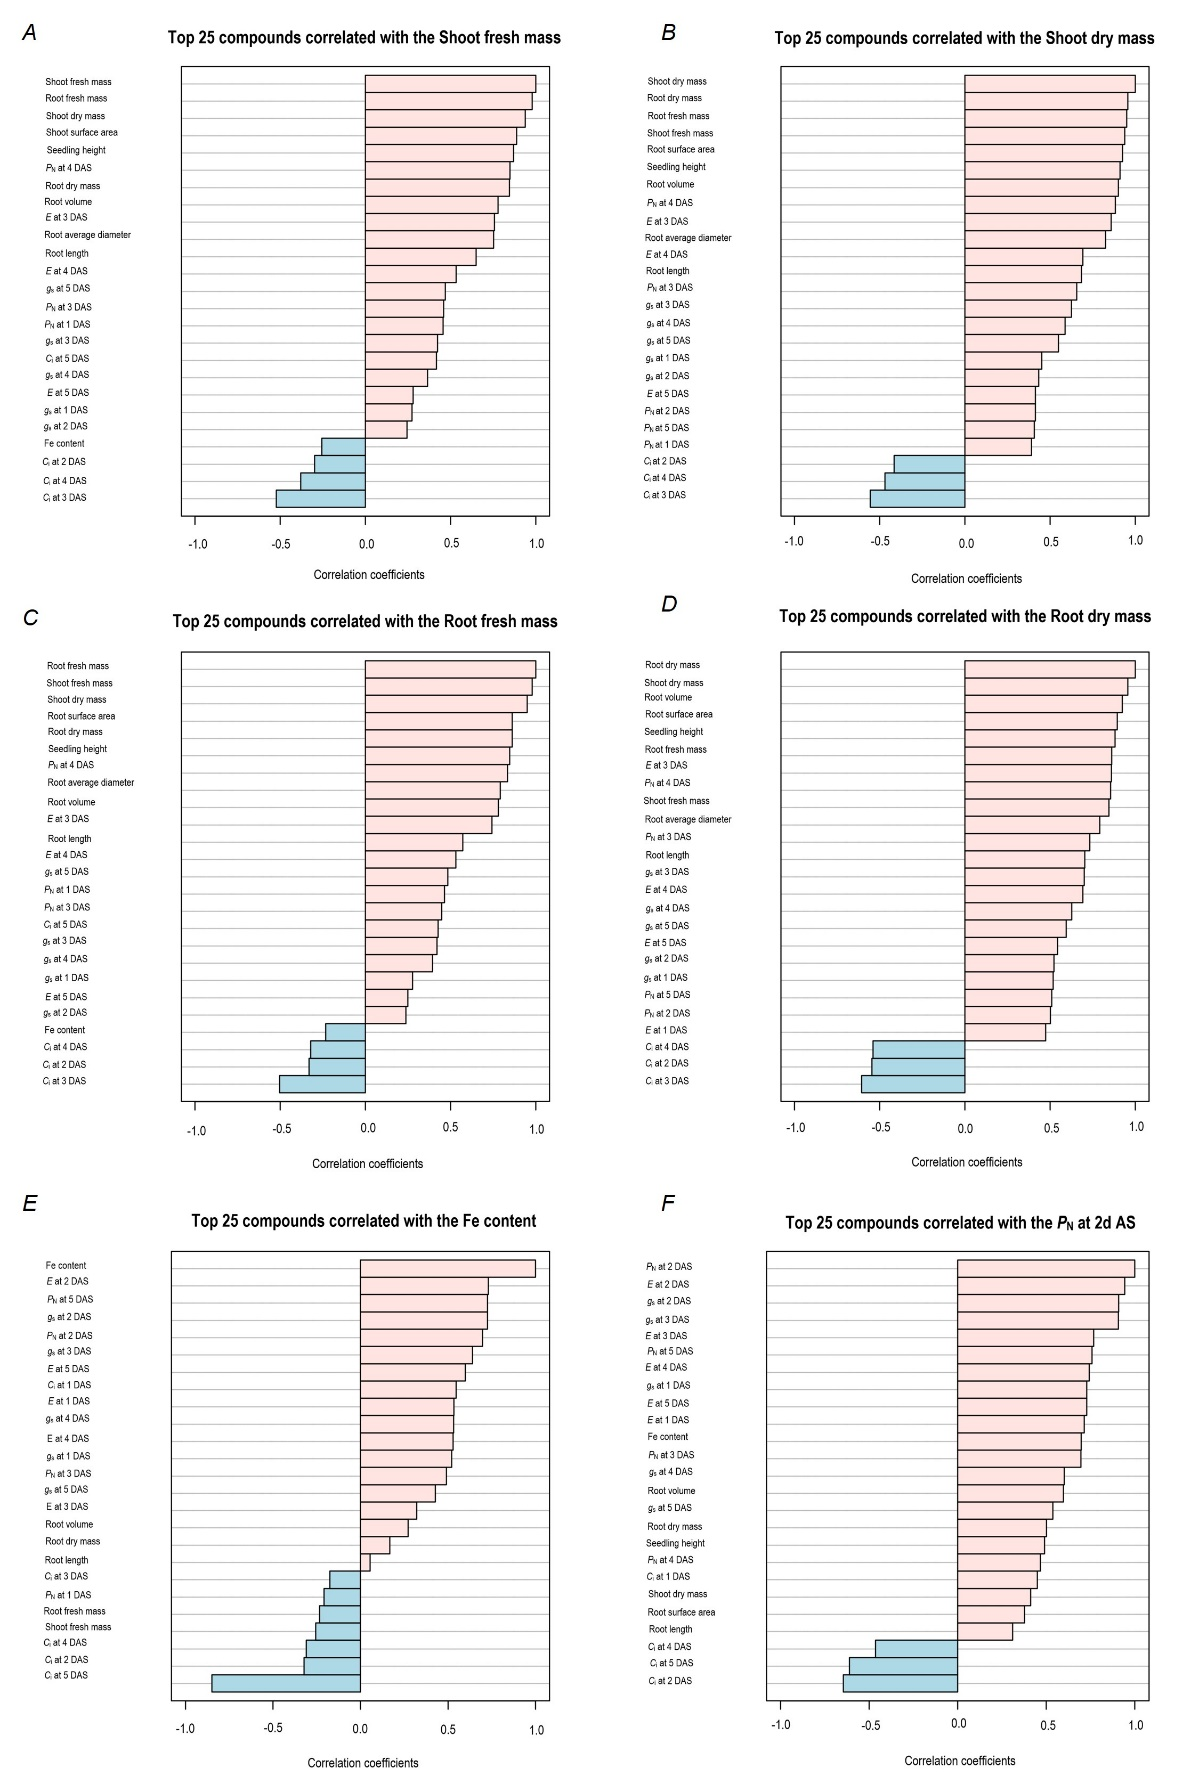 A
Top 25 compounds correlated with the Shoot fresh mass
Shoot fresh mass
Root fresh mass
Shoot dry mass
Shoot surface area
Seedling height
PN at 4 DAS
Root dry mass
Root volume
E at 3 DAS
Root average diameter
Root length
E at 4 DAS
gs at 5 DAS
PN at 3 DAS
PN at 1 DAS
gs at 3 DAS
Ci at 5 DAS
gs at 4 DAS
E at 5 DAS
gs at 1 DAS
gs at 2 DAS
Fe content
Ci at 2 DAS
Ci at 4 DAS
Ci at 3 DAS
-1.0 -0.5 0.0 0.5 1.0
Correlation coefficients
B
Top 25 compounds correlated with the Shoot dry mass
Shoot dry mass
Root dry mass
Root fresh mass
Shoot fresh mass
Root surface area
Seedling height
Root volume
PN at 4 DAS
E at 3 DAS
Root average diameter
E at 4 DAS
Root length
PN at 3 DAS
gs at 3 DAS
gs at 4 DAS
gs at 5 DAS
gs at 1 DAS
gs at 2 DAS
E at 5 DAS
PN at 2 DAS
PN at 5 DAS
PN at 1 DAS
Ci at 2 DAS
Ci at 4 DAS
Ci at 3 DAS
-1.0 -0.5 0.0 0.5 1.0
Correlation coefficients
C
Top 25 compounds correlated with the Root fresh mass
Root fresh mass
Shoot fresh mass
Shoot dry mass
Root surface area
Root dry mass
Seedling height
PN at 4 DAS
Root average diameter
Root volume
E at 3 DAS
Root length
E at 4 DAS
gs at 5 DAS
PN at 1 DAS
PN at 3 DAS
Ci at 5 DAS
gs at 3 DAS
gs at 4 DAS
gs at 1 DAS
E at 5 DAS
gs at 2 DAS
Fe content
Ci at 4 DAS
Ci at 2 DAS
Ci at 3 DAS
-1.0 -0.5 0.0 0.5 1.0
Correlation coefficients
D
Top 25 compounds correlated with the Root dry mass
Root dry mass
Shoot dry mass
Root volume
Root surface area
Seedling height
Root fresh mass
E at 3 DAS
PN at 4 DAS
Shoot fresh mass
Root average diameter
PN at 3 DAS
Root length
gs at 3 DAS
E at 4 DAS
gs at 4 DAS
gs at 5 DAS
E at 5 DAS
gs at 2 DAS
gs at 1 DAS
PN at 5 DAS
PN at 2 DAS
E at 1 DAS
Ci at 4 DAS
Ci at 2 DAS
Ci at 3 DAS
-1.0 -0.5 0.0 0.5 1.0
Correlation coefficients
E
Top 25 compounds correlated with the Fe content
Fe content
E at 2 DAS
PN at 5 DAS
gs at 2 DAS
PN at 2 DAS
gs at 3 DAS
E at 5 DAS
Ci at 1 DAS
E at 1 DAS
gs at 4 DAS
E at 4 DAS
gs at 1 DAS
PN at 3 DAS
gs at 5 DAS
E at 3 DAS
Root volume
Root dry mass
Root length
Ci at 3 DAS
PN at 1 DAS
Root fresh mass
Shoot fresh mass
Ci at 4 DAS
Ci at 2 DAS
Ci at 5 DAS
-1.0 -0.5 0.0 0.5 1.0
Correlation coefficients
F
Top 25 compounds correlated with the PN at 2d AS
PN at 2 DAS
E at 2 DAS
gs at 2 DAS
gs at 3 DAS
E at 3 DAS
PN at 5 DAS
E at 4 DAS
gs at 1 DAS
E at 5 DAS
E at 1 DAS
Fe content
PN at 3 DAS
gs at 4 DAS
Root volume
gs at 5 DAS
Root dry mass
Seedling height
PN at 4 DAS
Ci at 1 DAS
Shoot dry mass
Root surface area
Root length
Ci at 4 DAS
Ci at 5 DAS
Ci at 2 DAS
-1.0 -0.5 0.0 0.5 1.0
Correlation coefficients